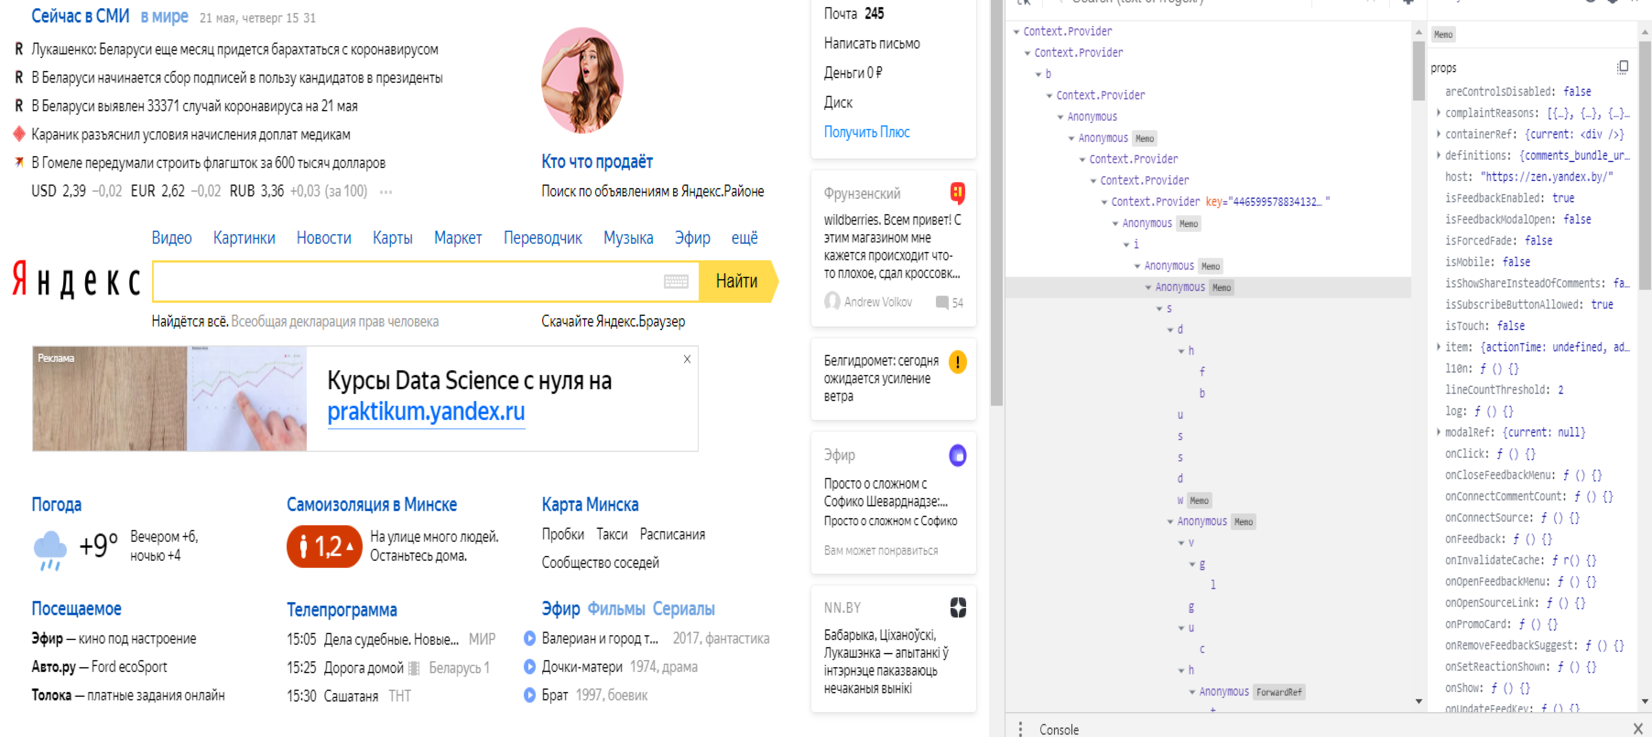 Сейчас в СМИ в мире 21 мая, четверг 15 31
Лукашенко: Беларуси еще месяц придется барахтаться с коронавирусом
В Беларуси начинается сбор подписей в пользу кандидатов в президенты
В Беларуси выявлен 33371 случай коронавируса на 21 мая
Караник разъяснил условия начисления доплат медикам
В Гомеле передумали строить флагшток за 600 тысяч долларов
USD 2,39 −0,02 EUR 2,62 −0,02 RUB 3,36 +0,03 (за 100) ···
Кто что продаёт
Поиск по объявлениям в Яндекс.Районе
Видео Картинки Новости Карты Маркет Переводчик Музыка Эфир ещё
Яндекс
Найти
Найдётся всё. Всеобщая декларация прав человека
Скачайте Яндекс.Браузер
Реклама
X
Курсы Data Science с нуля на
praktikum.yandex.ru
Погода
+9°
Вечером +6,
ночью +4
Самоизоляция в Минске
1,2
На улице много людей.
Останьтесь дома.
Карта Минска
Пробки Такси Расписания
Сообщество соседей
Посещаемое
Эфир — кино под настроение
Авто.ру — Ford ecoSport
Толока — платные задания онлайн
Телепрограмма
15:05 Дела судебные. Новые... МИР
15:25 Дорога домой Беларусь 1
15:30 Сашатаня ТНТ
Эфир Фильмы Сериалы
Валериан и город т... 2017, фантастика
Дочки-матери 1974, драма
Брат 1997, боевик
Почта 245
Написать письмо
Деньги 0 ₽
Диск
Получить Плюс
Фрунзенский
wildberries. Всем привет! С
этим магазином мне
кажется происходит что-
то плохое, сдал кроссовк...
Andrew Volkov 54
Белгидромет: сегодня
ожидается усиление
ветра
Эфир
Просто о сложном с
Софико Шеварднадзе:...
Просто о сложном с Софико
Вам может понравиться
NN.BY
Бабарыка, Ціханоўскі,
Лукашэнка — апытанкі ў
інтэрнэце паказваюць
нечаканыя вынікі
Context.Provider
Context.Provider
b
Context.Provider
Anonymous
Anonymous Memo
Context.Provider
Context.Provider
Context.Provider key="446599578834132… "
Anonymous Memo
i
Anonymous Memo
Anonymous Memo
s
d
h
f
b
u
s
s
d
w Memo
Anonymous Memo
v
g
l
g
u
c
h
Anonymous ForwardRef
Memo
props
areControlsDisabled: false
complaintReasons: [{…}, {…}, {…}…
containerRef: {current: <div />}
definitions: {comments_bundle_ur…
host: "https://zen.yandex.by/"
isFeedbackEnabled: true
isFeedbackModalOpen: false
isForcedFade: false
isMobile: false
isShowShareInsteadOfComments: fa…
isSubscribeButtonAllowed: true
isTouch: false
item: {actionTime: undefined, ad…
l10n: ƒ () {}
lineCountThreshold: 2
log: ƒ () {}
modalRef: {current: null}
onClick: ƒ () {}
onCloseFeedbackMenu: ƒ () {}
onConnectCommentCount: ƒ () {}
onConnectSource: ƒ () {}
onFeedback: ƒ () {}
onInvalidateCache: ƒ r() {}
onOpenFeedbackMenu: ƒ () {}
onOpenSourceLink: ƒ () {}
onPromoCard: ƒ () {}
onRemoveFeedbackSuggest: ƒ () {}
onSetReactionShown: ƒ () {}
onShow: ƒ () {}
onUpdateFeedKey: ƒ () {}
Console